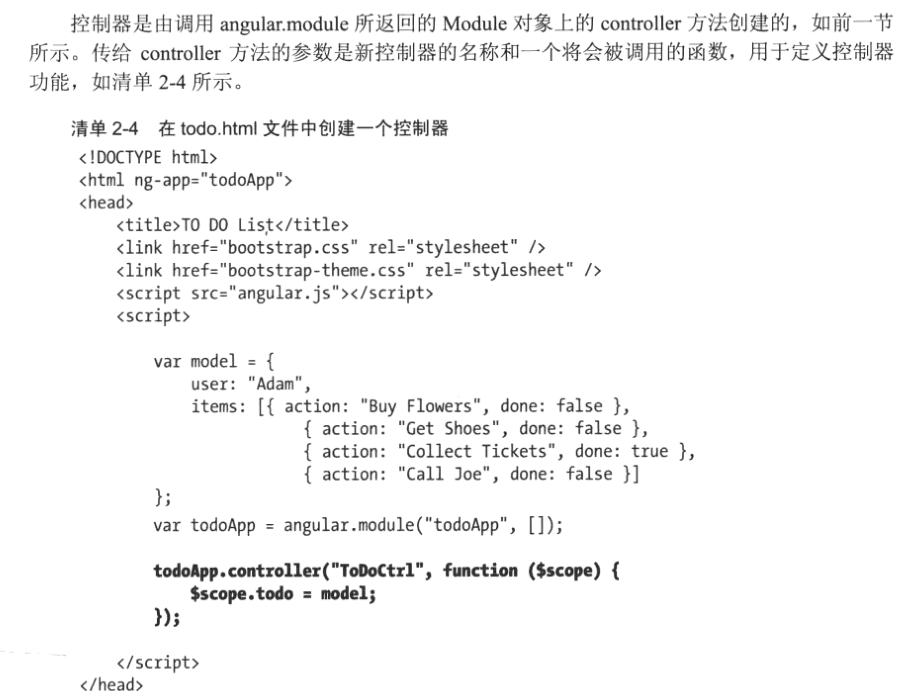 控制器是由调用 angular.module 所返回的 Module 对象上的 controller 方法创建的，如前一节
所示。传给 controller 方法的参数是新控制器的名称和一个将会被调用的函数，用于定义控制器
功能，如清单 2-4 所示。
清单 2-4 在 todo.html 文件中创建一个控制器
<!DOCTYPE html>
<html ng-app="todoApp">
<head>
    <title>TO DO List</title>
    <link href="bootstrap.css" rel="stylesheet" />
    <link href="bootstrap-theme.css" rel="stylesheet" />
    <script src="angular.js"></script>
    <script>
        var model = {
            user: "Adam",
            items: [{ action: "Buy Flowers", done: false },
                    { action: "Get Shoes", done: false },
                    { action: "Collect Tickets", done: true },
                    { action: "Call Joe", done: false }]
        };
        var todoApp = angular.module("todoApp", []);
        todoApp.controller("ToDoCtrl", function ($scope) {
            $scope.todo = model;
        });
    </script>
</head>